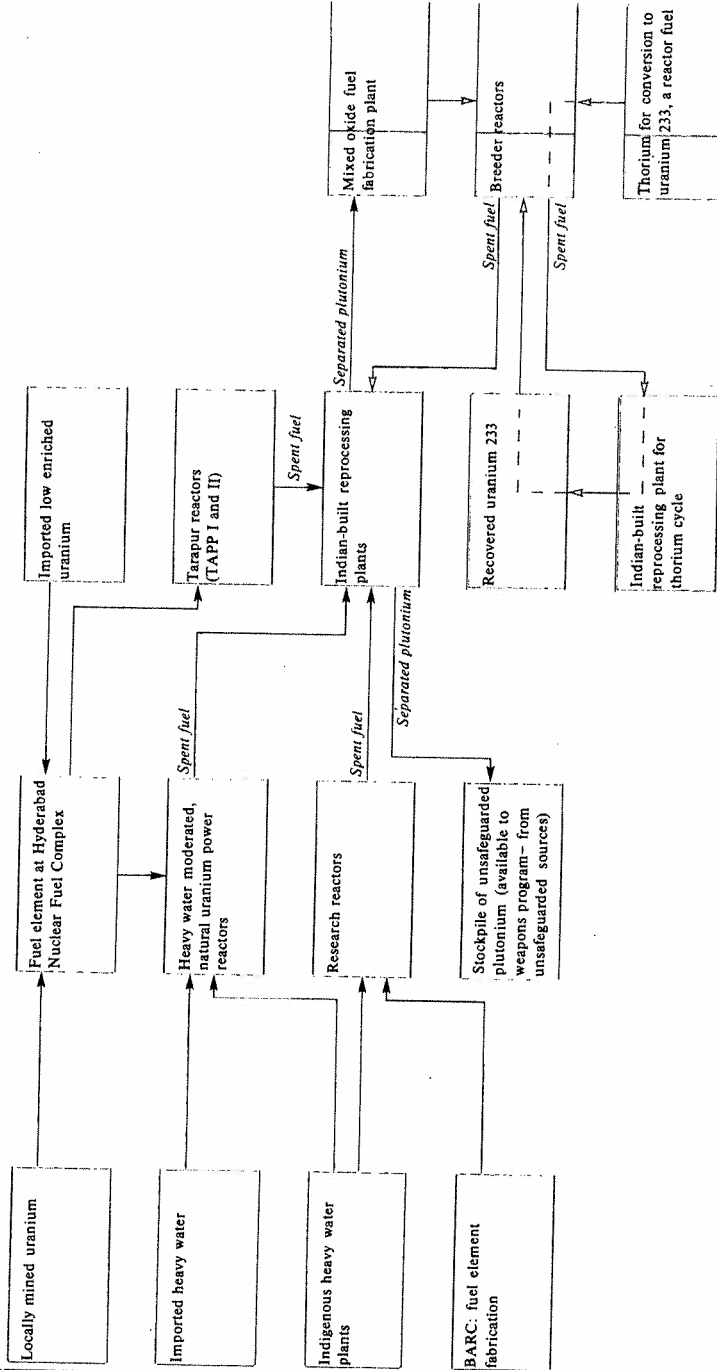 Locally mined uranium
Imported heavy water
Indigenous heavy water
plants
BARC: fuel element
fabrication
Fuel element at Hyderabad
Nuclear Fuel Complex
Heavy water moderated,
natural uranium power
reactors
Research reactors
Stockpile of unsafeguarded
plutonium (available to
weapons program– from
unsafeguarded sources)
Spent fuel
Spent fuel
Separated plutonium
Imported low enriched
uranium
Tarapur reactors
(TAPP I and II)
Spent fuel
Indian-built reprocessing
plants
Recovered uranium 233
Indian-built
reprocessing plant for
thorium cycle
Separated plutonium
Spent fuel
Spent fuel
Mixed oxide fuel
fabrication plant
Breeder reactors
Thorium for conversion to
uranium 233, a reactor fuel